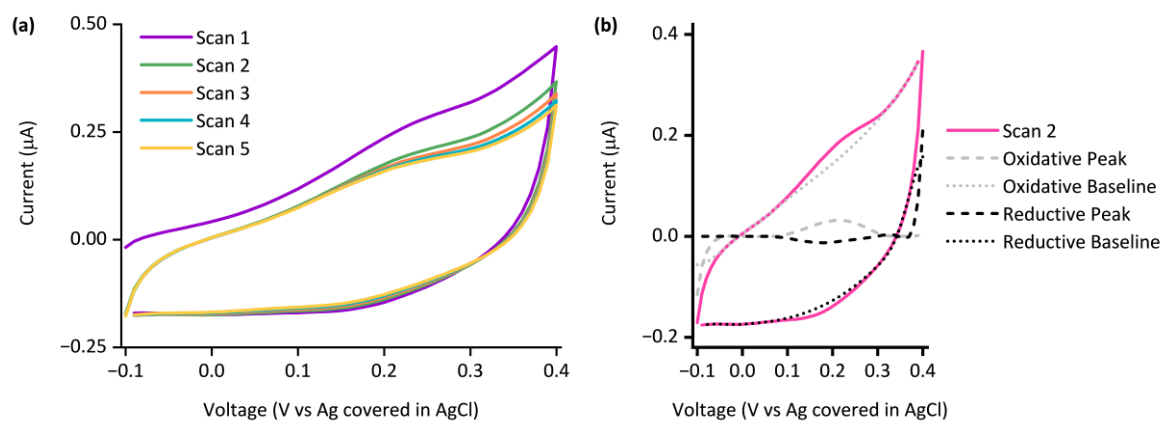 (a)
0.50
0.25
0.00
−0.25
Current (µA)
Scan 1
Scan 2
Scan 3
Scan 4
Scan 5
−0.1
0.0
0.1
0.2
0.3
0.4
Voltage (V vs Ag covered in AgCl)
(b)
0.4
0.2
0.0
−0.2
Current (µA)
−0.1
0.0
0.1
0.2
0.3
0.4
Voltage (V vs Ag covered in AgCl)
Scan 2
Oxidative Peak
Oxidative Baseline
Reductive Peak
Reductive Baseline